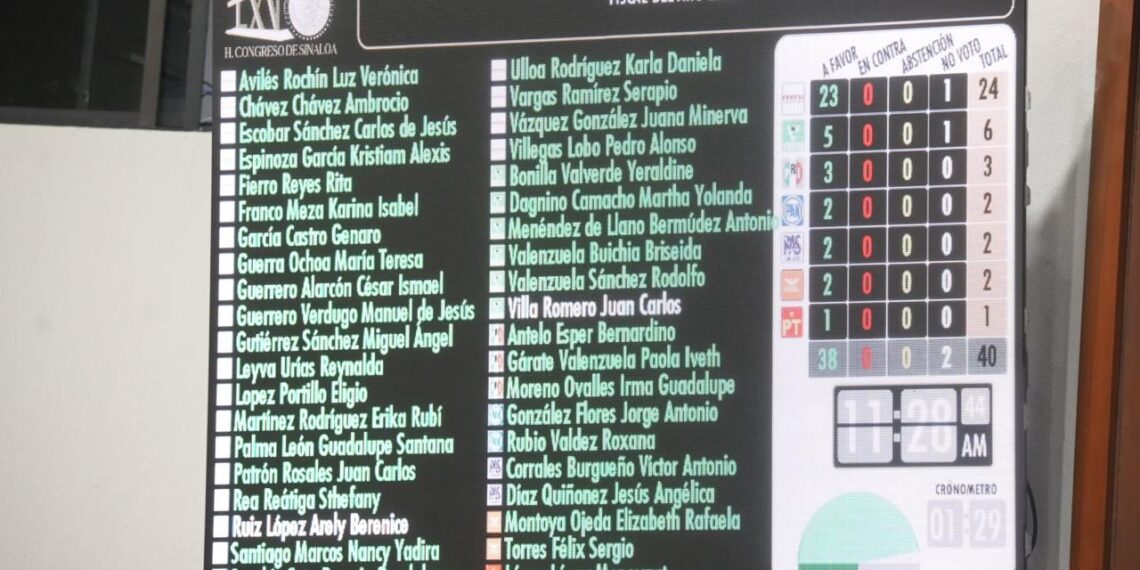 LXV
H. CONGRESO DE SINALOA
Avilés Rochín Luz Verónica
Chávez Chávez Ambrocio
Escobar Sánchez Carlos de Jesús
Espinoza García Kristiam Alexis
Fierro Reyes Rita
Franco Meza Karina Isabel
García Castro Genaro
Guerra Ochoa María Teresa
Guerrero Alarcón César Ismael
Guerrero Verdugo Manuel de Jesús
Gutiérrez Sánchez Miguel Ángel
Leyva Urías Reynalda
Lopez Portillo Eligio
Martínez Rodríguez Erika Rubí
Palma León Guadalupe Santana
Patrón Rosales Juan Carlos
Rea Reátiga Sthefany
Ruiz López Arely Berenice
Santiago Marcos Nancy Yadira
Ulloa Rodríguez Karla Daniela
Vargas Ramírez Serapio
Vázquez González Juana Minerva
Villegas Lobo Pedro Alonso
Bonilla Valverde Yeraldine
Dagnino Camacho Martha Yolanda
Menéndez de Llano Bermúdez Antonio
Valenzuela Buichia Briseida
Valenzuela Sánchez Rodolfo
Villa Romero Juan Carlos
Antelo Esper Bernardino
Gárate Valenzuela Paola Iveth
Moreno Ovalles Irma Guadalupe
González Flores Jorge Antonio
Rubio Valdez Roxana
Corrales Burgueño Víctor Antonio
Díaz Quiñonez Jesús Angélica
Montoya Ojeda Elizabeth Rafaela
Torres Félix Sergio
A FAVOR EN CONTRA ABSTENCIÓN NO VOTO TOTAL
23 0 0 1 24
5 0 0 1 6
PRD 3 0 0 0 3
PAN 2 0 0 0 2
PAS 2 0 0 0 2
2 0 0 0 2
PT 1 0 0 0 1
38 0 0 2 40
11:28 44
AM
CRÓNOMETRO
01:29